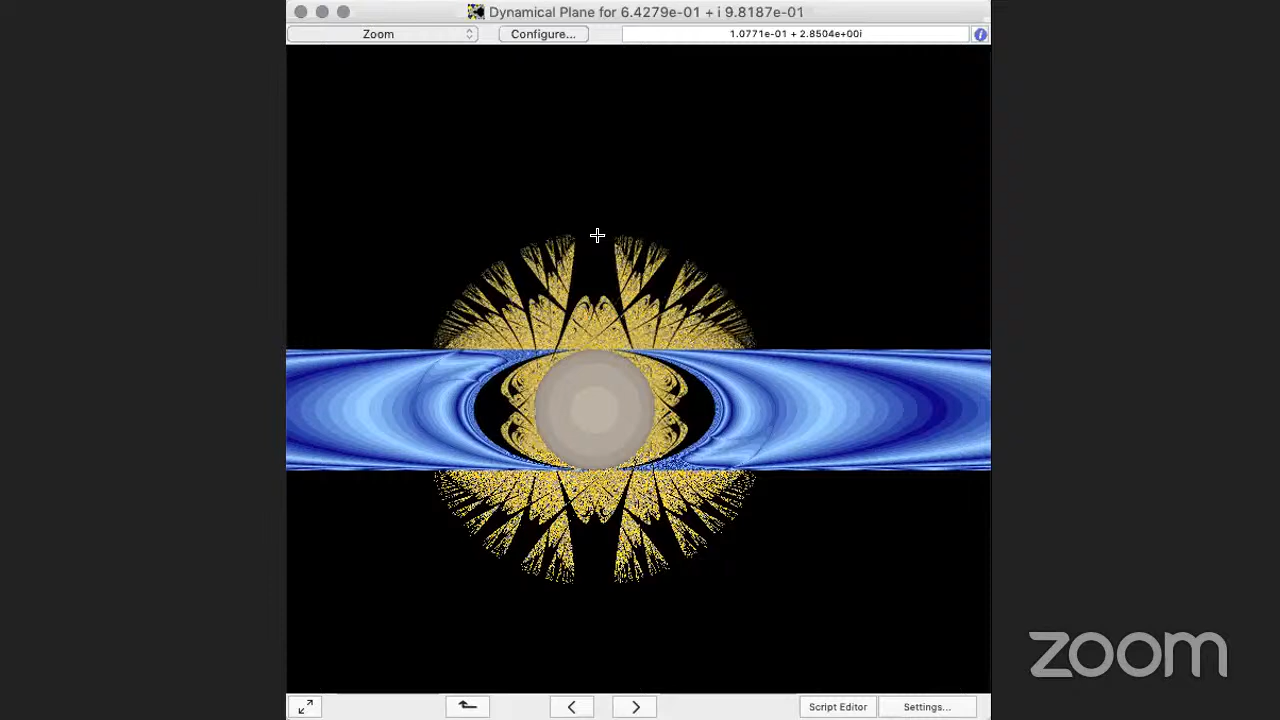 Dynamical Plane for 6.4279e-01 + i 9.8187e-01
Zoom Configure... 1.0771e-01 + 2.8504e+00i i
Script Editor Settings...
zoom